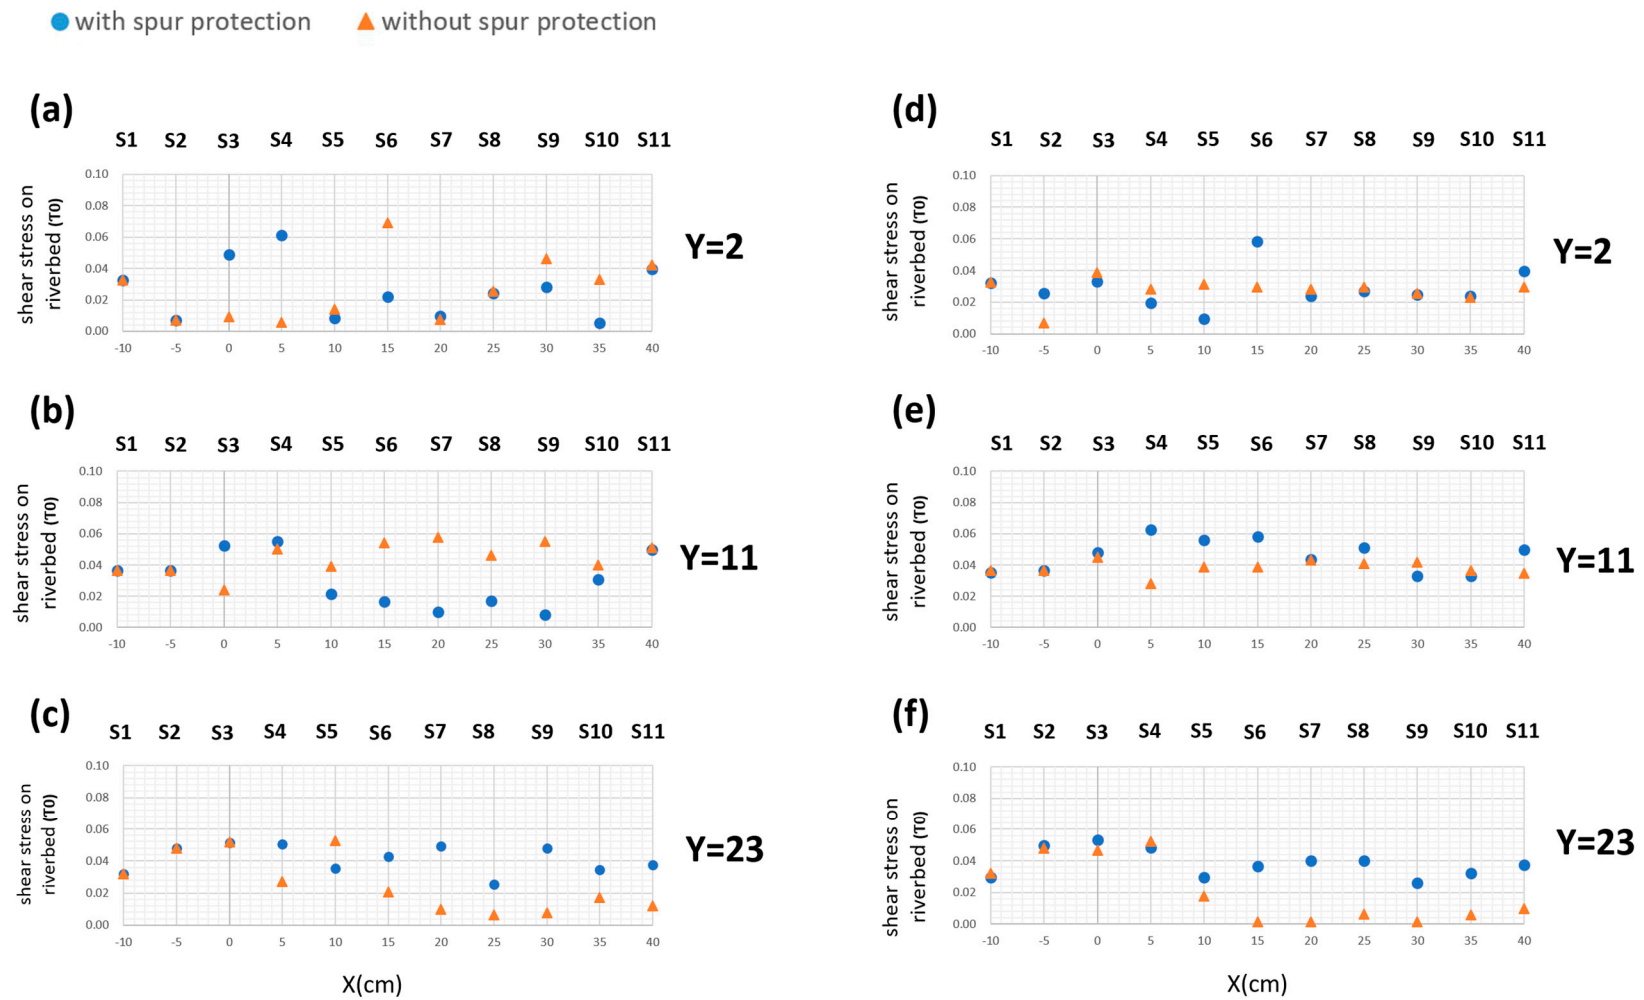 with spur protection without spur protection
(a)
S1 S2 S3 S4 S5 S6 S7 S8 S9 S10 S11
shear stress on
riverbed (τ0)
0.10
0.08
0.06
0.04
0.02
0.00
-10 -5 0 5 10 15 20 25 30 35 40
Y=2
(b)
S1 S2 S3 S4 S5 S6 S7 S8 S9 S10 S11
shear stress on
riverbed (τ0)
0.10
0.08
0.06
0.04
0.02
0.00
-10 -5 0 5 10 15 20 25 30 35 40
Y=11
(c)
S1 S2 S3 S4 S5 S6 S7 S8 S9 S10 S11
shear stress on
riverbed (τ0)
0.10
0.08
0.06
0.04
0.02
0.00
-10 -5 0 5 10 15 20 25 30 35 40
Y=23
X(cm)
(d)
S1 S2 S3 S4 S5 S6 S7 S8 S9 S10 S11
shear stress on
riverbed (τ0)
0.10
0.08
0.06
0.04
0.02
0.00
-10 -5 0 5 10 15 20 25 30 35 40
Y=2
(e)
S1 S2 S3 S4 S5 S6 S7 S8 S9 S10 S11
shear stress on
riverbed (τ0)
0.10
0.08
0.06
0.04
0.02
0.00
-10 -5 0 5 10 15 20 25 30 35 40
Y=11
(f)
S1 S2 S3 S4 S5 S6 S7 S8 S9 S10 S11
shear stress on
riverbed (τ0)
0.10
0.08
0.06
0.04
0.02
0.00
-10 -5 0 5 10 15 20 25 30 35 40
Y=23
X(cm)